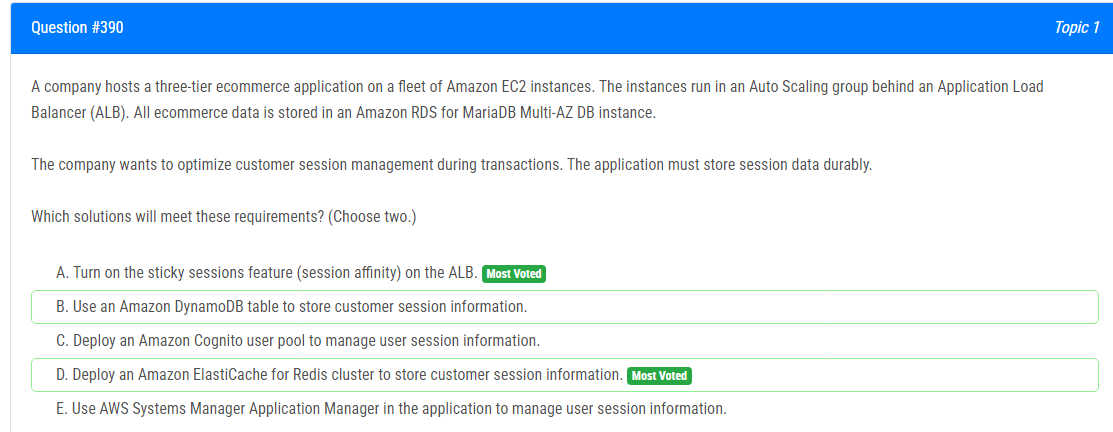 Question #390
Topic 1
A company hosts a three-tier ecommerce application on a fleet of Amazon EC2 instances. The instances run in an Auto Scaling group behind an Application Load
Balancer (ALB). All ecommerce data is stored in an Amazon RDS for MariaDB Multi-AZ DB instance.
The company wants to optimize customer session management during transactions. The application must store session data durably.
Which solutions will meet these requirements? (Choose two.)
A. Turn on the sticky sessions feature (session affinity) on the ALB. Most Voted
B. Use an Amazon DynamoDB table to store customer session information.
C. Deploy an Amazon Cognito user pool to manage user session information.
D. Deploy an Amazon ElastiCache for Redis cluster to store customer session information. Most Voted
E. Use AWS Systems Manager Application Manager in the application to manage user session information.